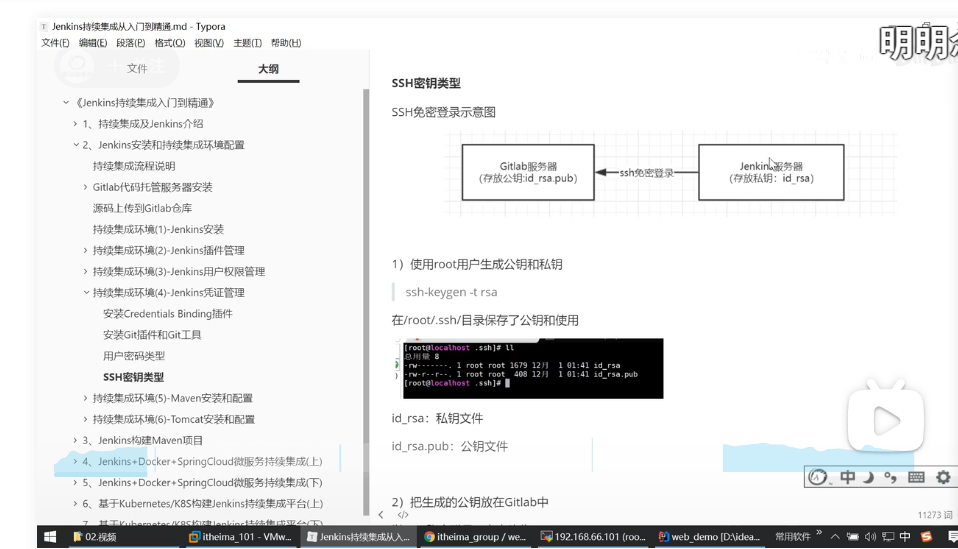 Jenkins持续集成从入门到精通.md - Typora
明明
文件(F) 编辑(E) 段落(P) 格式(O) 视图(V) 主题(T) 帮助(H)
文件 大纲
《Jenkins持续集成入门到精通》
1、持续集成及Jenkins介绍
2、Jenkins安装和持续集成环境配置
持续集成流程说明
Gitlab代码托管服务器安装
源码上传到Gitlab仓库
持续集成环境(1)-Jenkins安装
持续集成环境(2)-Jenkins插件管理
持续集成环境(3)-Jenkins用户权限管理
持续集成环境(4)-Jenkins凭证管理
安装Credentials Binding插件
安装Git插件和Git工具
用户密码类型
SSH密钥类型
持续集成环境(5)-Maven安装和配置
持续集成环境(6)-Tomcat安装和配置
3、Jenkins构建Maven项目
4、Jenkins+Docker+SpringCloud微服务持续集成(上)
5、Jenkins+Docker+SpringCloud微服务持续集成(下)
6、基于Kubernetes/K8S构建Jenkins持续集成平台(上)
7、基于Kubernetes/K8S构建Jenkins持续集成平台(下)
SSH密钥类型
SSH免密登录示意图
Gitlab服务器
(存放公钥:id_rsa.pub)
ssh免密登录
Jenkins服务器
(存放私钥：id_rsa)
1）使用root用户生成公钥和私钥
ssh-keygen -t rsa
在/root/.ssh/目录保存了公钥和使用
[root@localhost .ssh]# ll
总用量 8
-rw-------. 1 root root 1679 12月  1 01:41 id_rsa
-rw-r--r--. 1 root root  408 12月  1 01:41 id_rsa.pub
[root@localhost .ssh]#
id_rsa：私钥文件
id_rsa.pub：公钥文件
2）把生成的公钥放在Gitlab中
</>
11273 词
中
02.视频
itheima_101 - VMw...
Jenkins持续集成从入...
itheima_group / we...
192.168.66.101 (roo...
web_demo [D:\idea...
常用软件 »
中